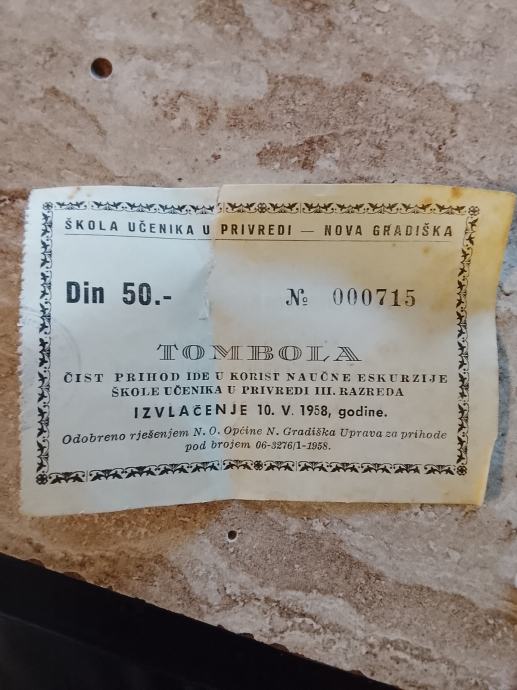 ŠKOLA UČENIKA U PRIVREDI — NOVA GRADIŠKA
Din 50.- № 000715
TOMBOLA
ČIST PRIHOD IDE U KORIST NAUČNE ESKURZIJE
ŠKOLE UČENIKA U PRIVREDI III. RAZREDA
IZVLAČENJE 10. V. 1958, godine.
Odobreno rješenjem N. O. Općine N. Gradiška Uprava za prihode
pod brojem 06-3276/1-1958.